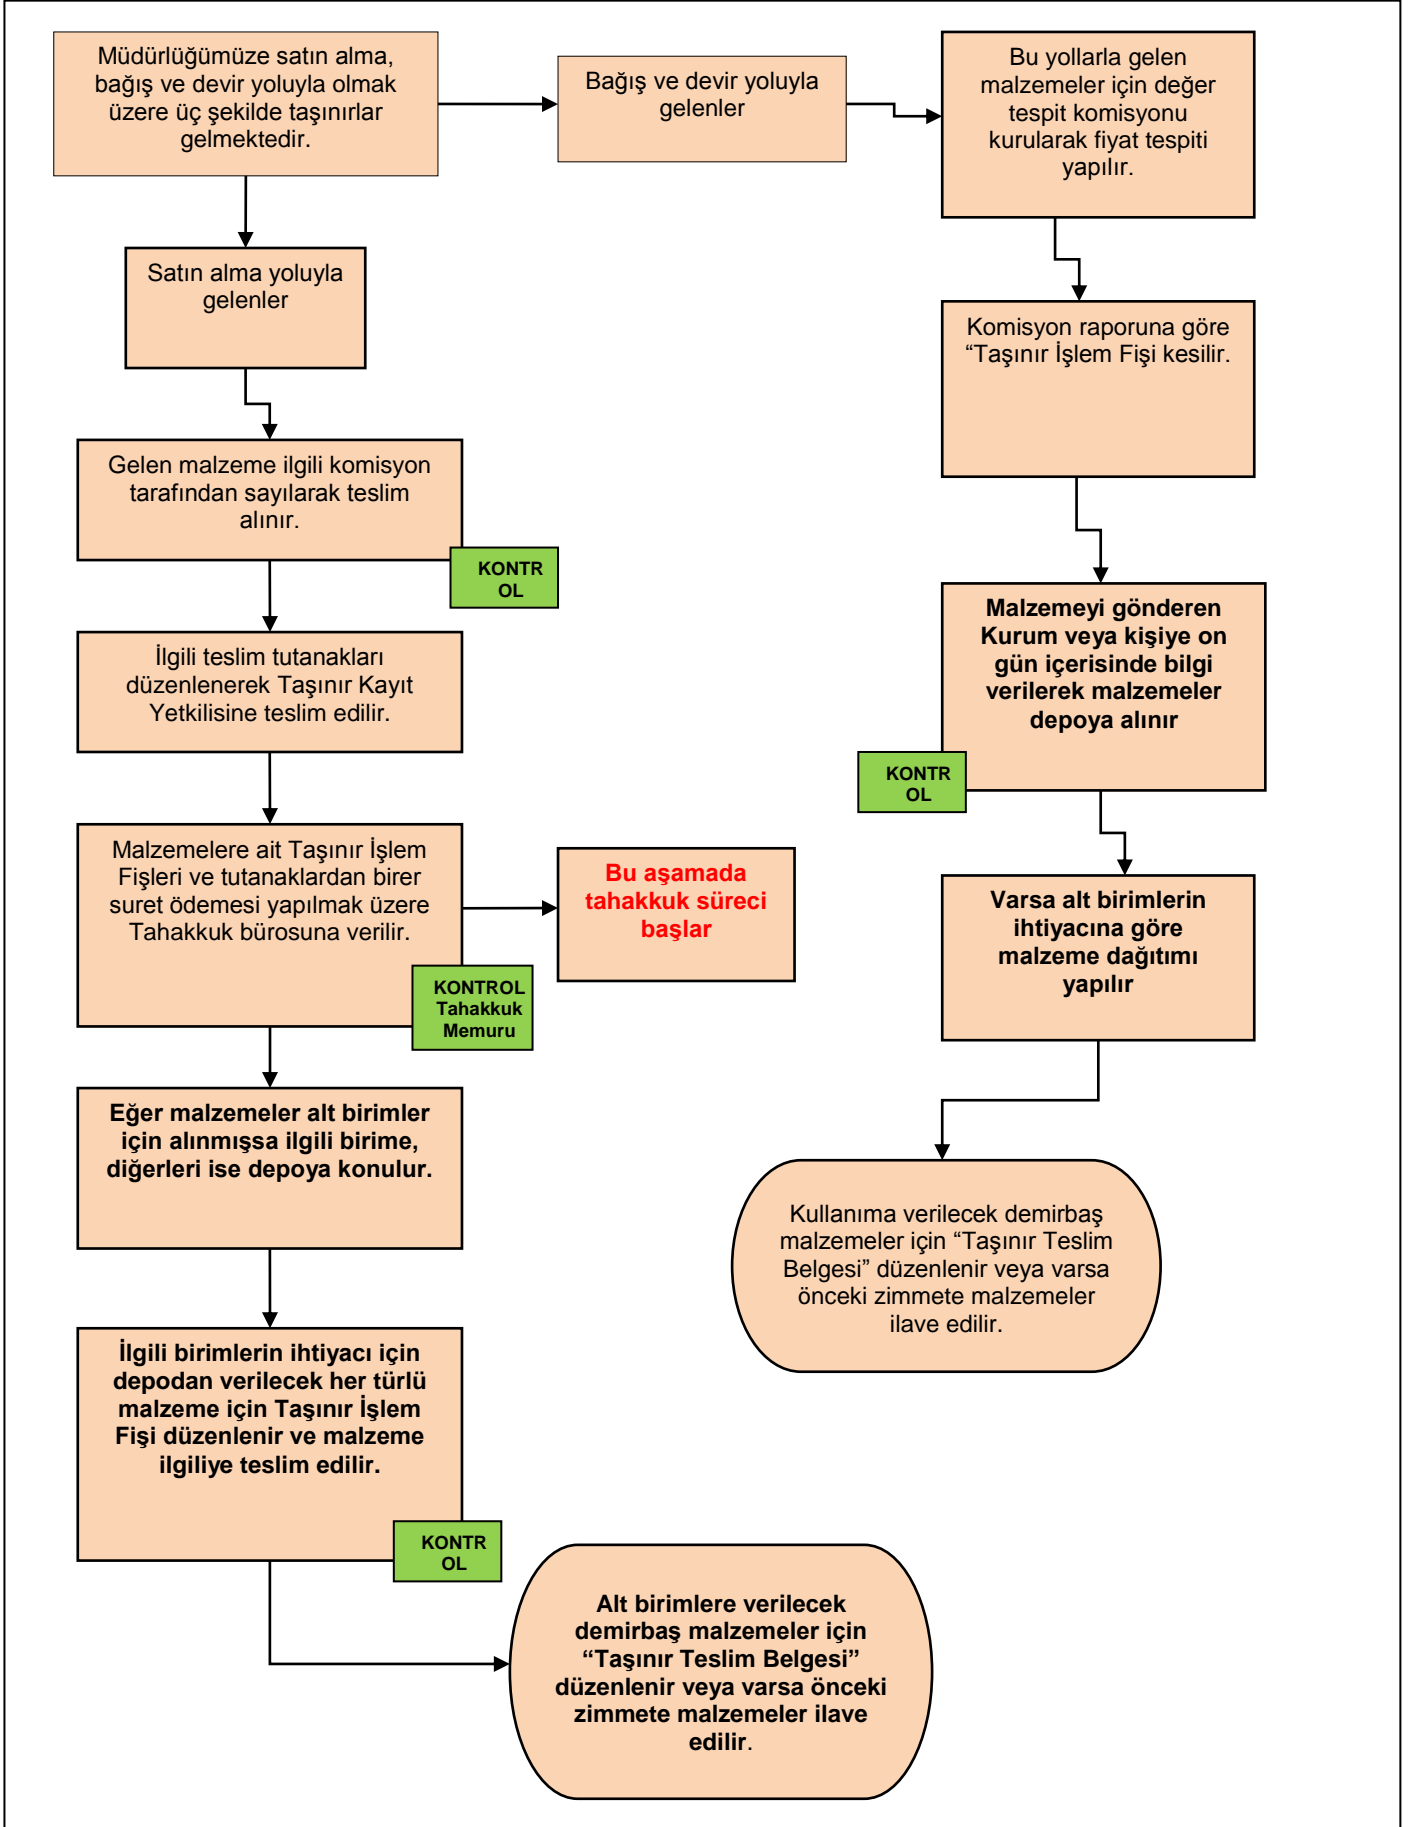 Müdürlüğümüze satın alma,
bağış ve devir yoluyla olmak
üzere üç şekilde taşınırlar
gelmektedir.
Bağış ve devir yoluyla
gelenler
Bu yollarla gelen
malzemeler için değer
tespit komisyonu
kurularak fiyat tespiti
yapılır.
Satın alma yoluyla
gelenler
Komisyon raporuna göre
“Taşınır İşlem Fişi kesilir.
Gelen malzeme ilgili komisyon
tarafından sayılarak teslim
alınır.
KONTR
OL
Malzemeyi gönderen
Kurum veya kişiye on
gün içerisinde bilgi
verilerek malzemeler
depoya alınır
KONTR
OL
İlgili teslim tutanakları
düzenlenerek Taşınır Kayıt
Yetkilisine teslim edilir.
Malzemelere ait Taşınır İşlem
Fişleri ve tutanaklardan birer
suret ödemesi yapılmak üzere
Tahakkuk bürosuna verilir.
KONTROL
Tahakkuk
Memuru
Bu aşamada
tahakkuk süreci
başlar
Varsa alt birimlerin
ihtiyacına göre
malzeme dağıtımı
yapılır
Eğer malzemeler alt birimler
için alınmışsa ilgili birime,
diğerleri ise depoya konulur.
Kullanıma verilecek demirbaş
malzemeler için “Taşınır Teslim
Belgesi” düzenlenir veya varsa
önceki zimmete malzemeler
ilave edilir.
İlgili birimlerin ihtiyacı için
depodan verilecek her türlü
malzeme için Taşınır İşlem
Fişi düzenlenir ve malzeme
ilgiliye teslim edilir.
KONTR
OL
Alt birimlere verilecek
demirbaş malzemeler için
“Taşınır Teslim Belgesi”
düzenlenir veya varsa önceki
zimmete malzemeler ilave
edilir.